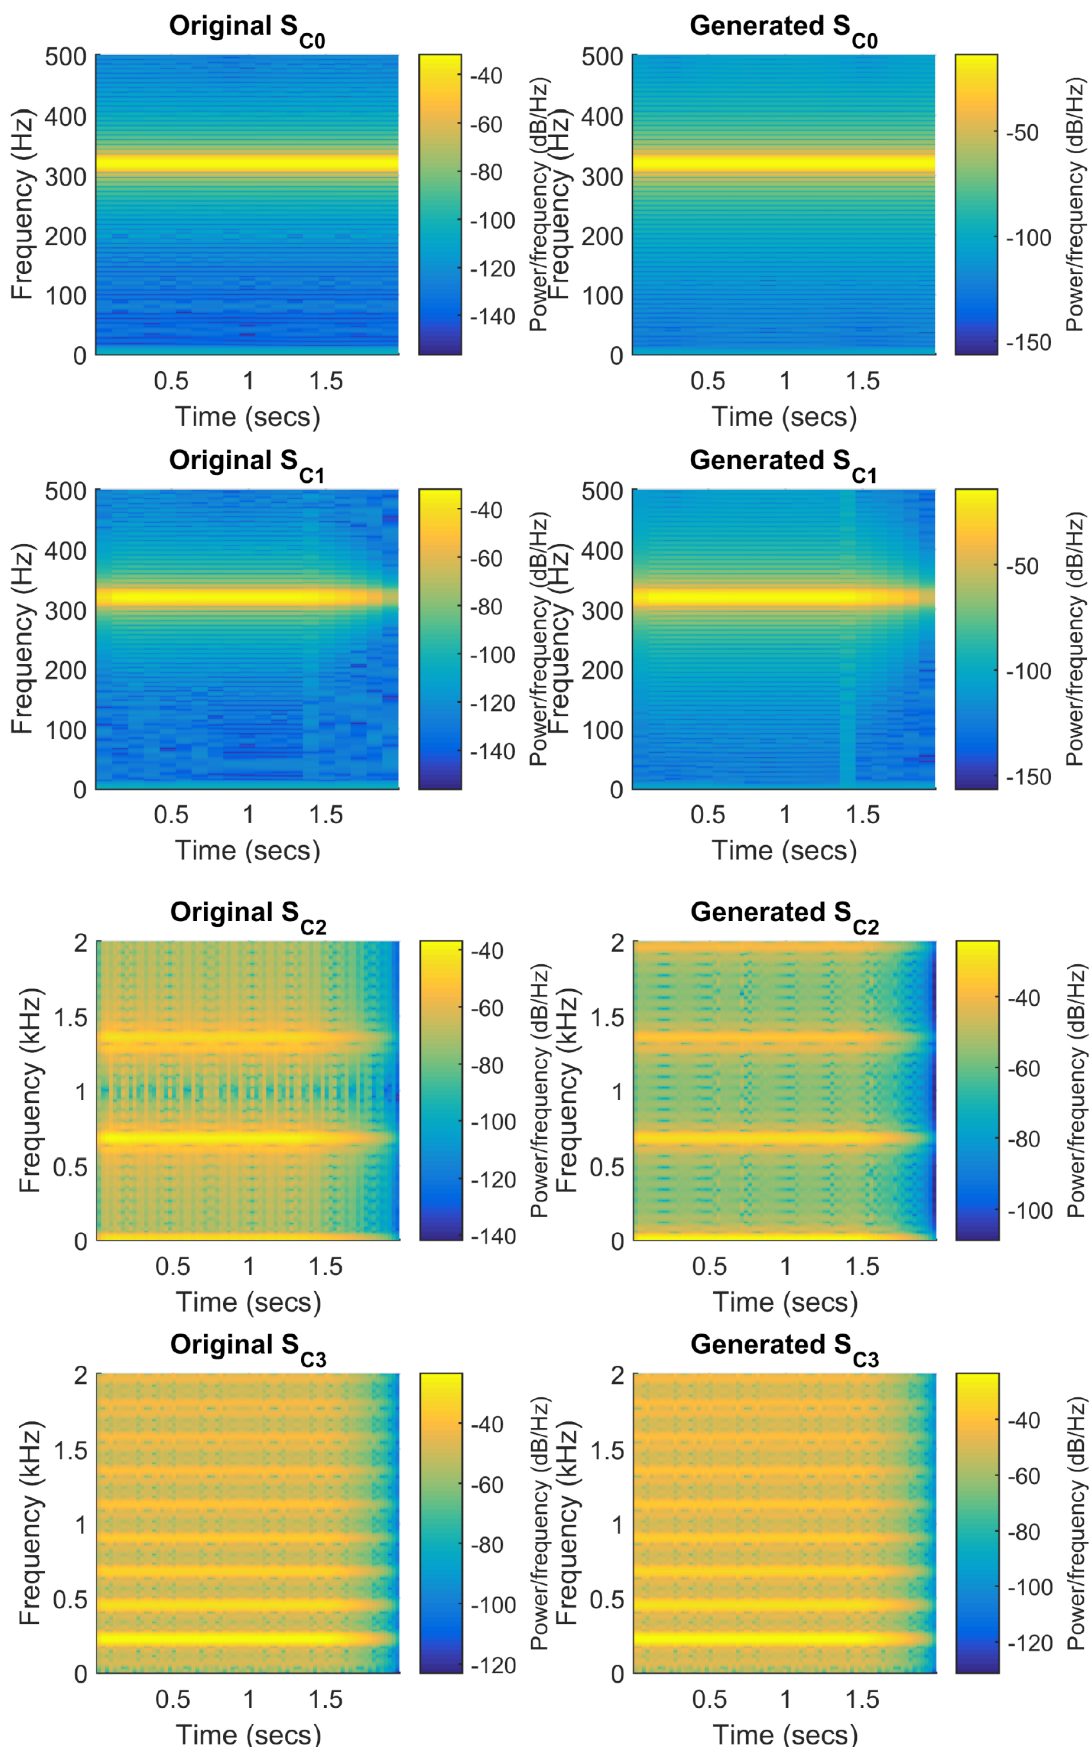 Original S_C0
Generated S_C0
500
400
300
200
100
0
Frequency (Hz)
0.5 1 1.5
Time (secs)
-40
-60
-80
-100
-120
-140
Power/frequency (dB/Hz)
500
400
300
200
100
0
Frequency (Hz)
0.5 1 1.5
Time (secs)
-50
-100
-150
Power/frequency (dB/Hz)
Original S_C1
Generated S_C1
500
400
300
200
100
0
Frequency (Hz)
0.5 1 1.5
Time (secs)
-40
-60
-80
-100
-120
-140
Power/frequency (dB/Hz)
500
400
300
200
100
0
Frequency (Hz)
0.5 1 1.5
Time (secs)
-50
-100
-150
Power/frequency (dB/Hz)
Original S_C2
Generated S_C2
2
1.5
1
0.5
0
Frequency (kHz)
0.5 1 1.5
Time (secs)
-40
-60
-80
-100
-120
-140
Power/frequency (dB/Hz)
2
1.5
1
0.5
0
Frequency (kHz)
0.5 1 1.5
Time (secs)
-40
-60
-80
-100
Power/frequency (dB/Hz)
Original S_C3
Generated S_C3
2
1.5
1
0.5
0
Frequency (kHz)
0.5 1 1.5
Time (secs)
-40
-60
-80
-100
-120
Power/frequency (dB/Hz)
2
1.5
1
0.5
0
Frequency (kHz)
0.5 1 1.5
Time (secs)
-40
-60
-80
-100
-120
Power/frequency (dB/Hz)